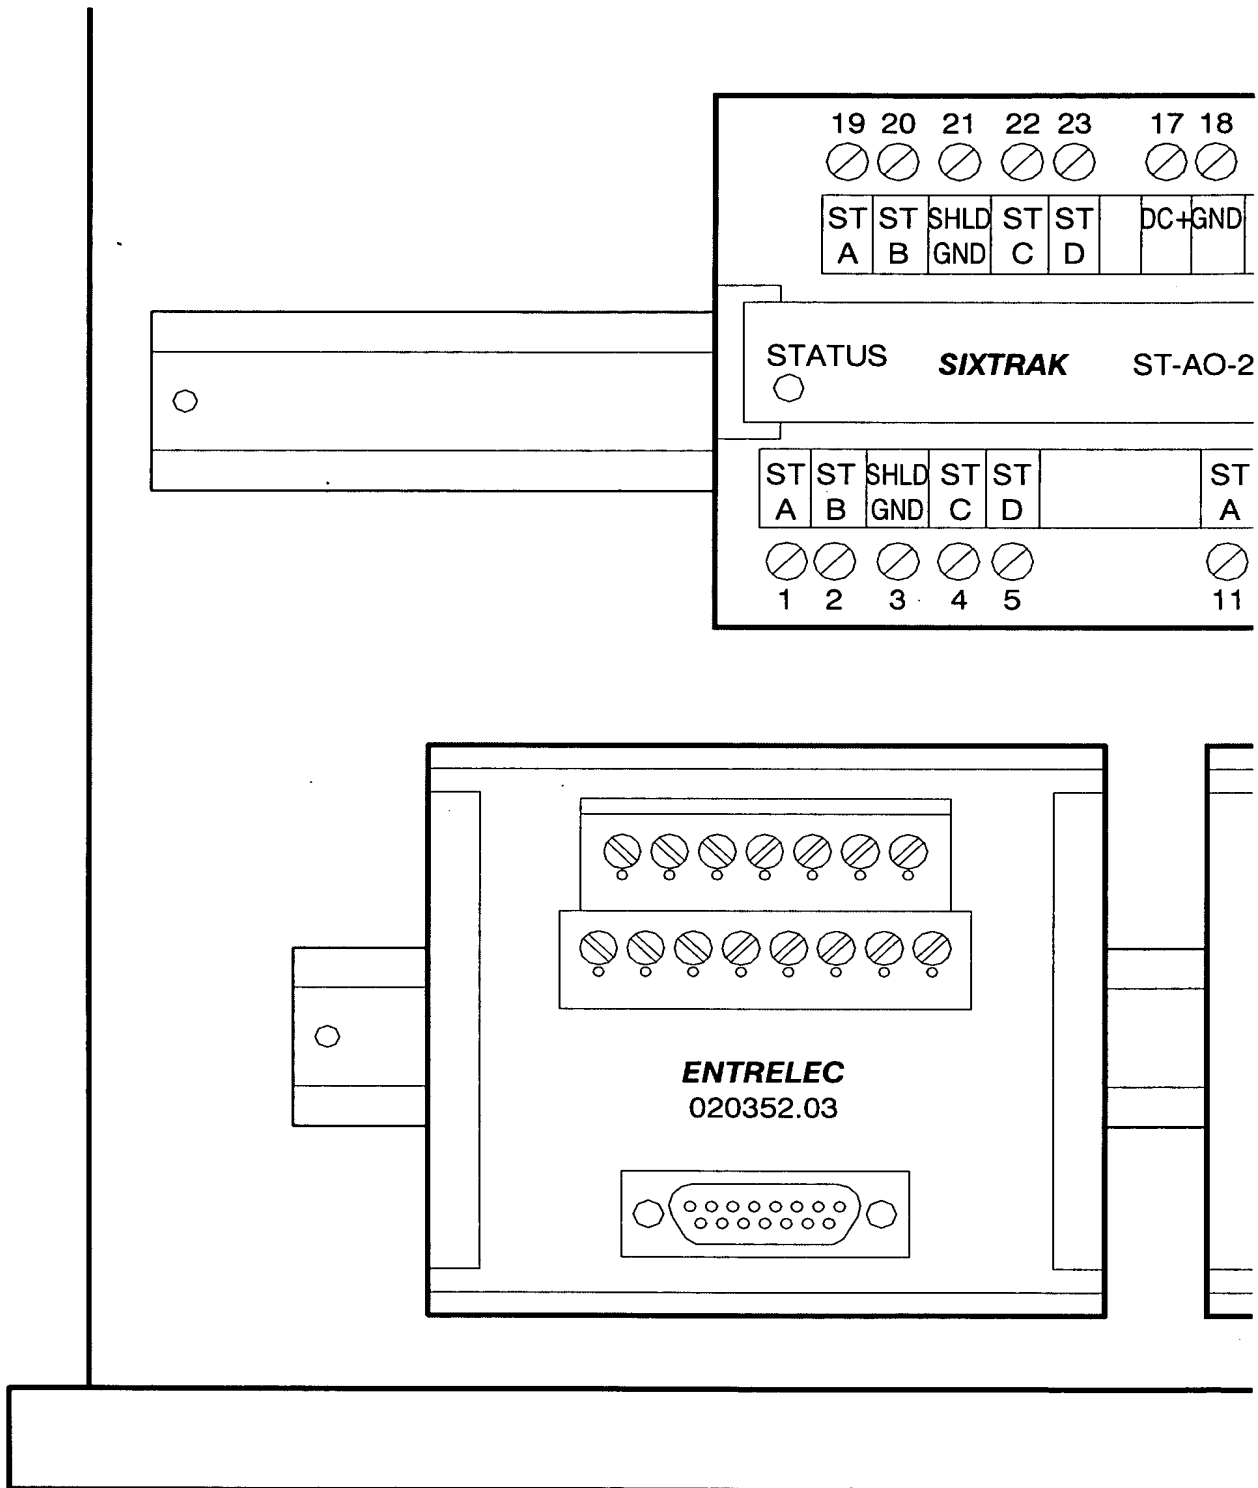 19 20 21 22 23 17 18
ST ST SHLD ST ST DC+ GND
A B GND C D
STATUS SIXTRAK ST-AO-2
ST ST SHLD ST ST ST
A B GND C D A
1 2 3 4 5 11
ENTRELEC
020352.03